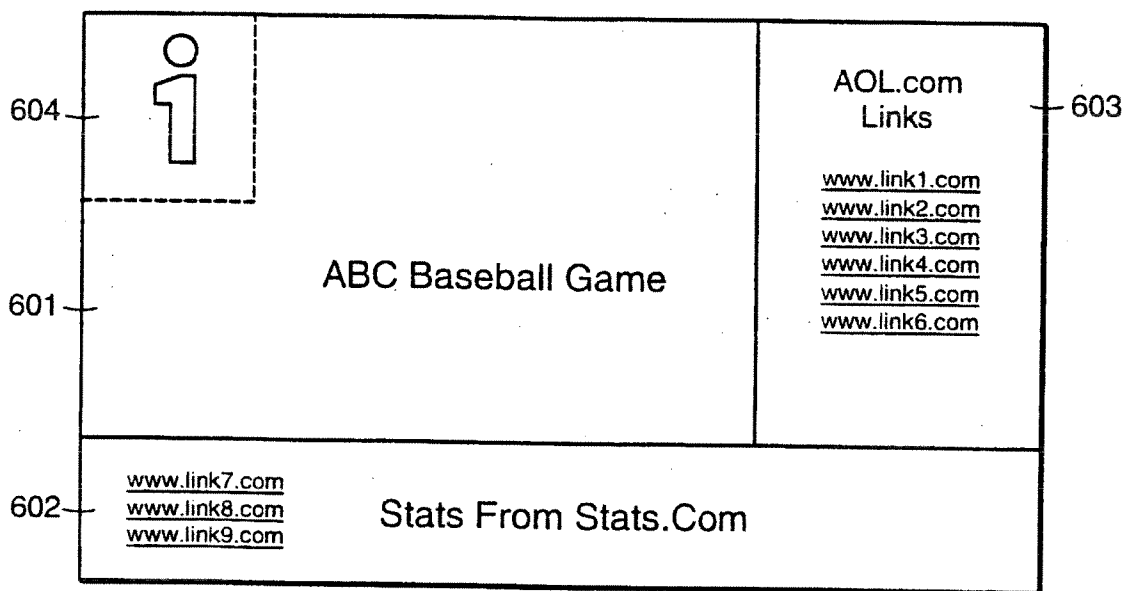 604
i
AOL.com
Links
603
www.link1.com
www.link2.com
www.link3.com
www.link4.com
www.link5.com
www.link6.com
ABC Baseball Game
601
602
www.link7.com
www.link8.com
www.link9.com
Stats From Stats.Com